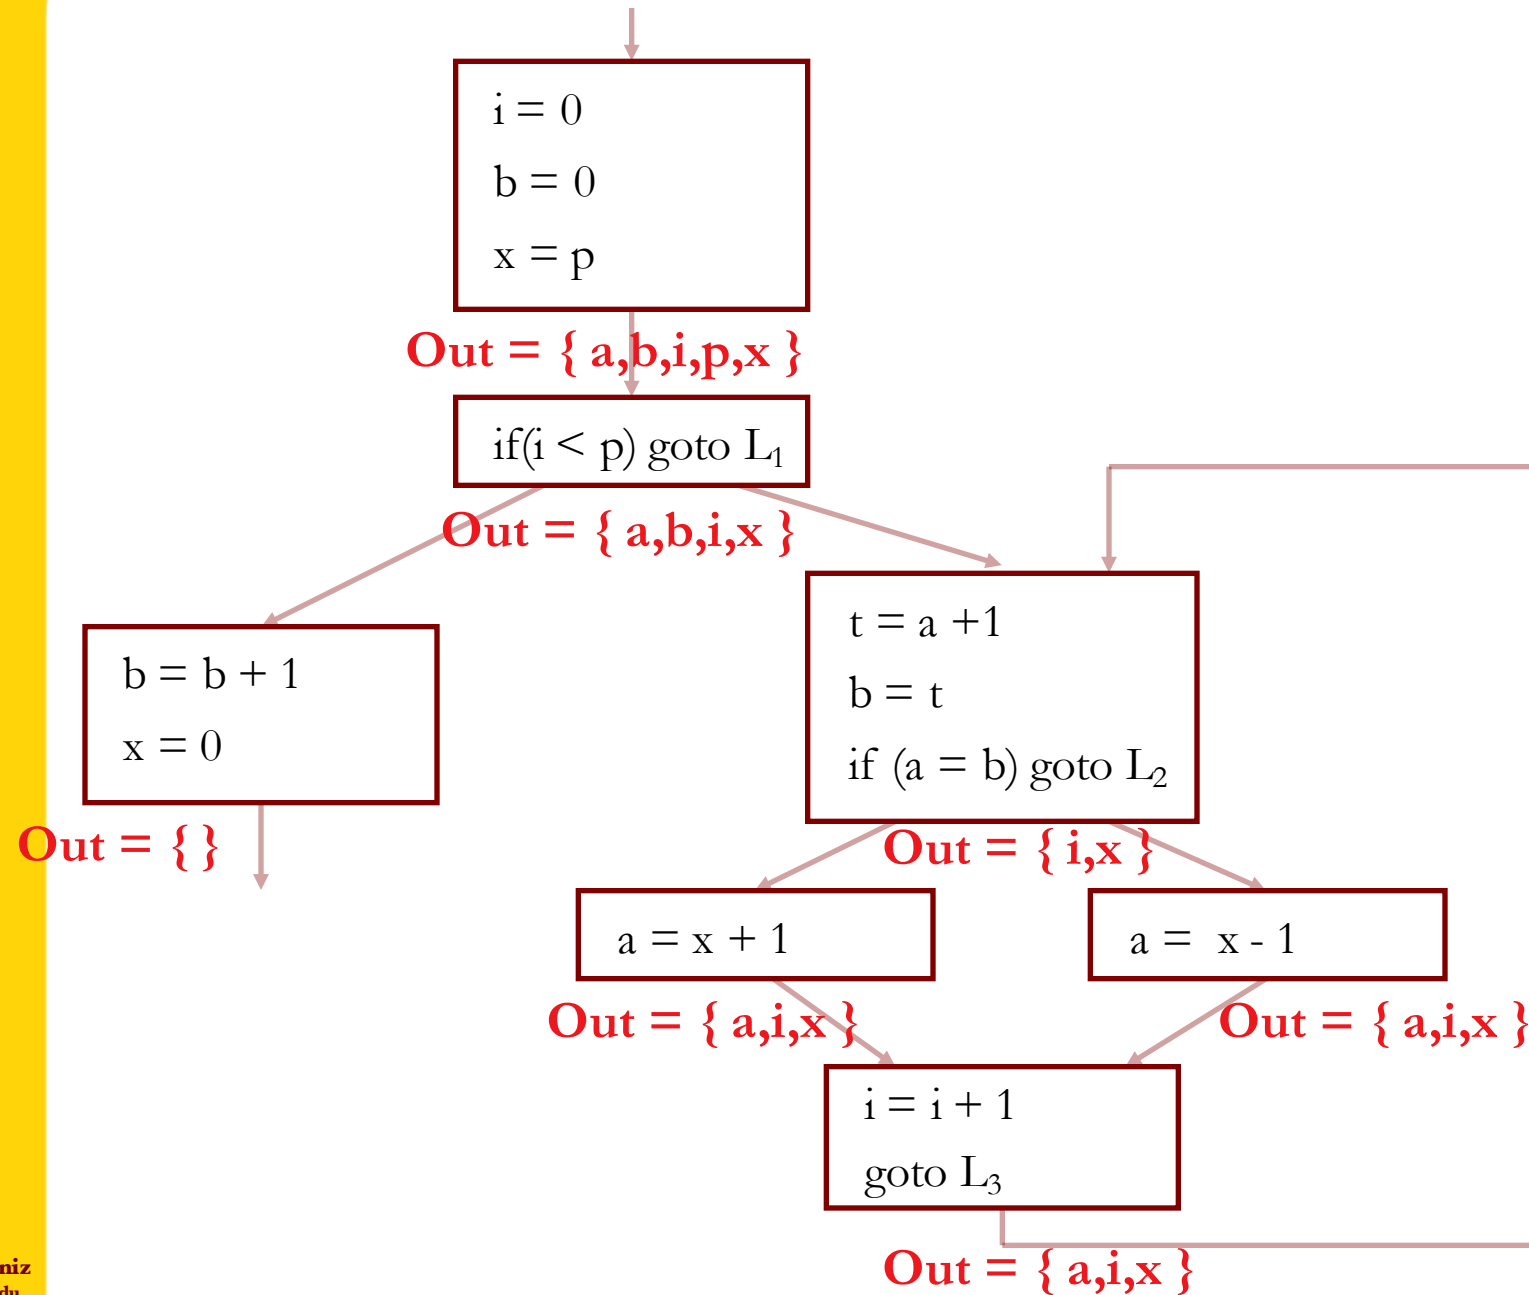 i = 0
b = 0
x = p
Out = { a,b,i,p,x }
if(i < p) goto L₁
Out = { a,b,i,x }
b = b + 1
x = 0
Out = { }
t = a +1
b = t
if (a = b) goto L₂
Out = { i,x }
a = x + 1
a = x - 1
Out = { a,i,x }
Out = { a,i,x }
i = i + 1
goto L₃
Out = { a,i,x }
niz